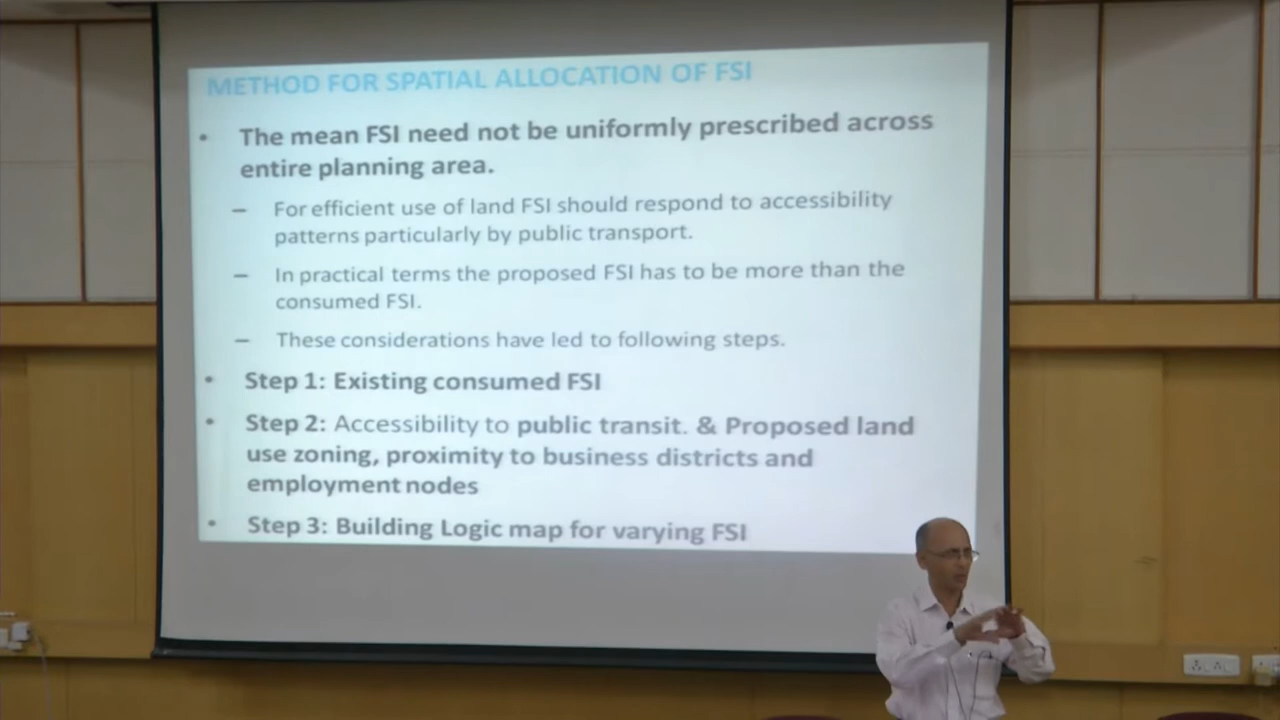 METHOD FOR SPATIAL ALLOCATION OF FSI
• The mean FSI need not be uniformly prescribed across
entire planning area.
– For efficient use of land FSI should respond to accessibility
patterns particularly by public transport.
– In practical terms the proposed FSI has to be more than the
consumed FSI.
– These considerations have led to following steps.
• Step 1: Existing consumed FSI
• Step 2: Accessibility to public transit. & Proposed land
use zoning, proximity to business districts and
employment nodes
• Step 3: Building Logic map for varying FSI